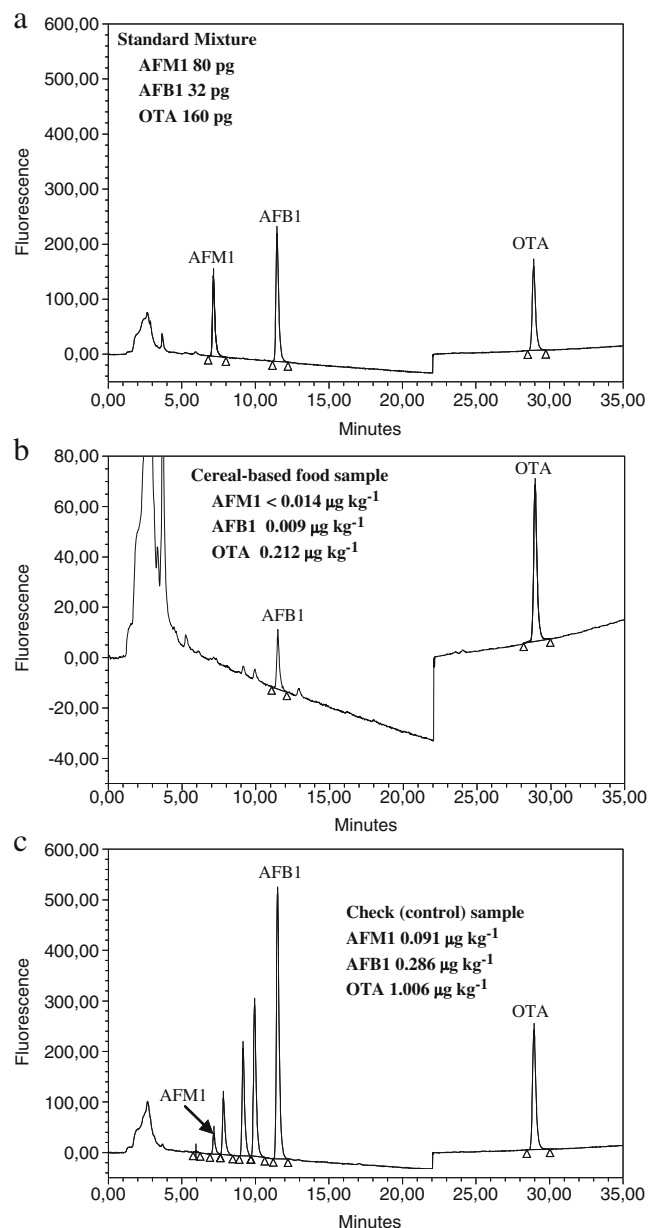 a
600,00
Standard Mixture
AFM1 80 pg
AFB1 32 pg
OTA 160 pg
500,00
400,00
300,00
200,00
100,00
0,00
Fluorescence
AFM1
AFB1
OTA
0,00 5,00 10,00 15,00 20,00 25,00 30,00 35,00
Minutes
b
80,00
Cereal-based food sample
AFM1 < 0.014 µg kg-1
AFB1 0.009 µg kg-1
OTA 0.212 µg kg-1
60,00
40,00
20,00
0,00
-20,00
-40,00
Fluorescence
AFB1
OTA
0,00 5,00 10,00 15,00 20,00 25,00 30,00 35,00
Minutes
c
600,00
500,00
400,00
300,00
200,00
100,00
0,00
Fluorescence
AFM1
AFB1
Check (control) sample
AFM1 0.091 µg kg-1
AFB1 0.286 µg kg-1
OTA 1.006 µg kg-1
OTA
0,00 5,00 10,00 15,00 20,00 25,00 30,00 35,00
Minutes